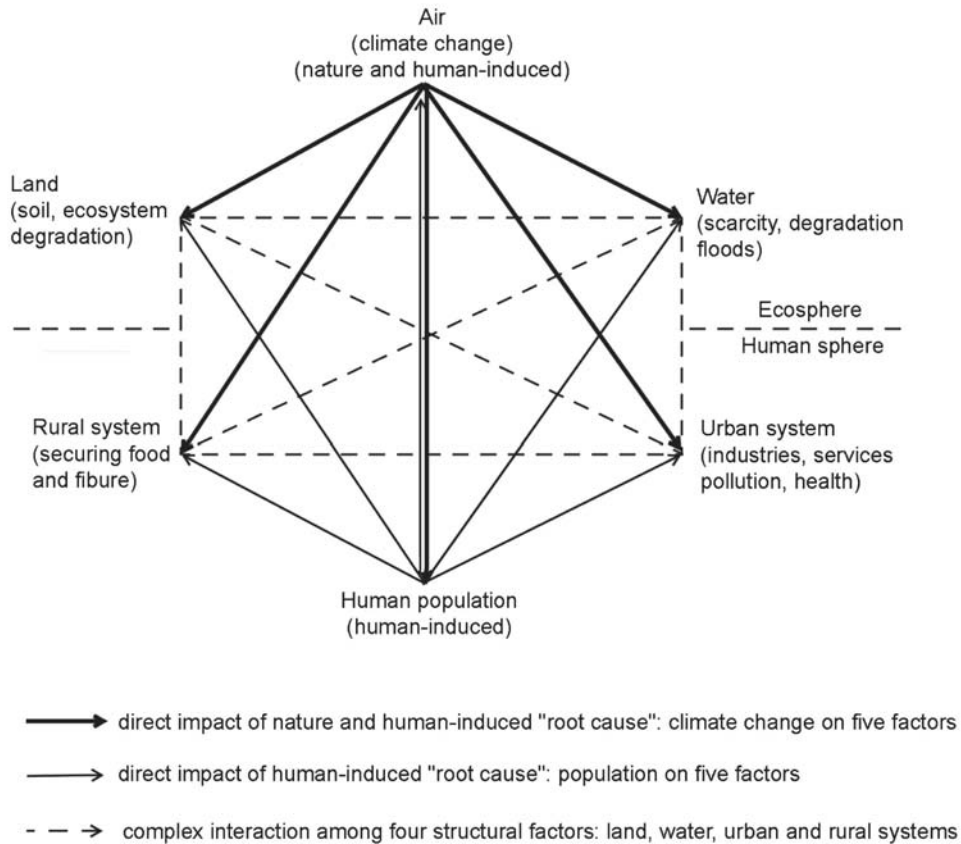 Air
(climate change)
(nature and human-induced)
Land
(soil, ecosystem
degradation)
Water
(scarcity, degradation
floods)
Ecosphere
Human sphere
Rural system
(securing food
and fibure)
Urban system
(industries, services
pollution, health)
Human population
(human-induced)
direct impact of nature and human-induced "root cause": climate change on five factors
direct impact of human-induced "root cause": population on five factors
complex interaction among four structural factors: land, water, urban and rural systems